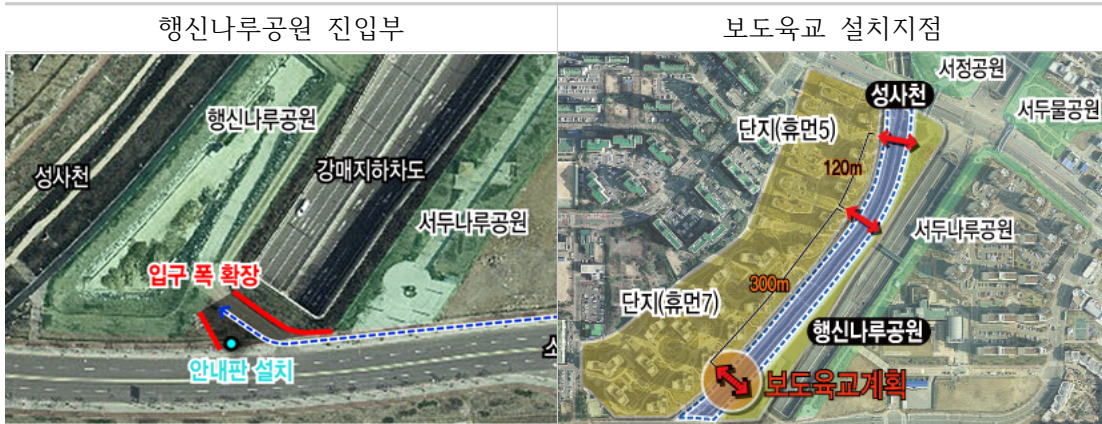 행신나루공원 진입부
보도육교 설치지점
행신나루공원
성사천
강매지하차도
서두나루공원
입구 폭 확장
안내판 설치
소
서정공원
성사천
서두물공원
단지(휴먼5)
120m
서두나루공원
300m
단지(휴먼7)
행신나루공원
보도육교계획